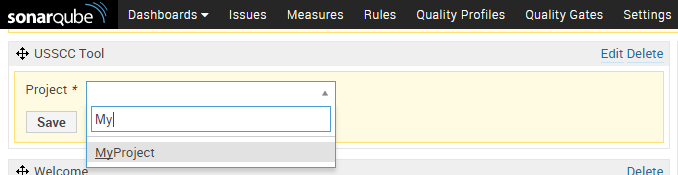 sonarqube Dashboards Issues Measures Rules Quality Profiles Quality Gates Settings
USSCC Tool Edit Delete
Project *
My
Save
MyProject
Welcome Delete